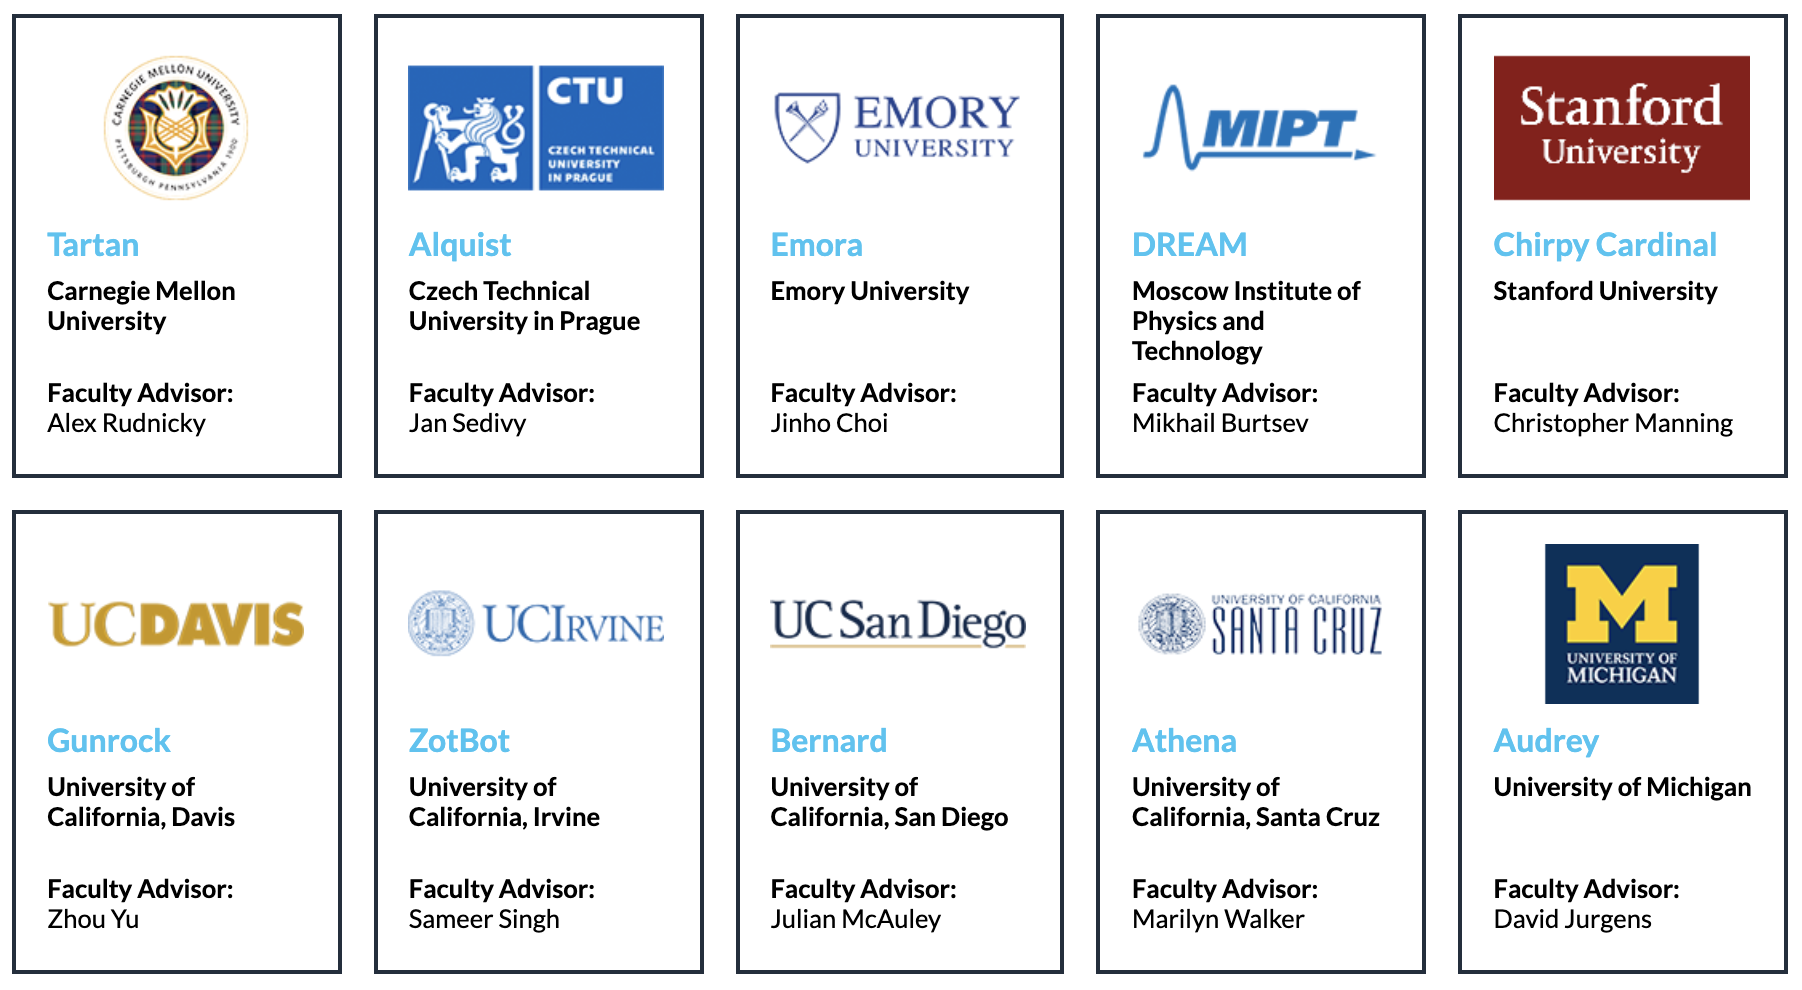 CARNEGIE MELLON UNIVERSITY
PITTSBURGH PENNSYLVANIA 1900
Tartan
Carnegie Mellon
University
Faculty Advisor:
Alex Rudnicky
CTU
CZECH TECHNICAL
UNIVERSITY
IN PRAGUE
Alquist
Czech Technical
University in Prague
Faculty Advisor:
Jan Sedivy
EMORY
UNIVERSITY
Emora
Emory University
Faculty Advisor:
Jinho Choi
MIPT
DREAM
Moscow Institute of
Physics and
Technology
Faculty Advisor:
Mikhail Burtsev
Stanford
University
Chirpy Cardinal
Stanford University
Faculty Advisor:
Christopher Manning
UCDAVIS
Gunrock
University of
California, Davis
Faculty Advisor:
Zhou Yu
UCIRVINE
ZotBot
University of
California, Irvine
Faculty Advisor:
Sameer Singh
UC San Diego
Bernard
University of
California, San Diego
Faculty Advisor:
Julian McAuley
UNIVERSITY OF CALIFORNIA
SANTA CRUZ
Athena
University of
California, Santa Cruz
Faculty Advisor:
Marilyn Walker
M
UNIVERSITY OF
MICHIGAN
Audrey
University of Michigan
Faculty Advisor:
David Jurgens